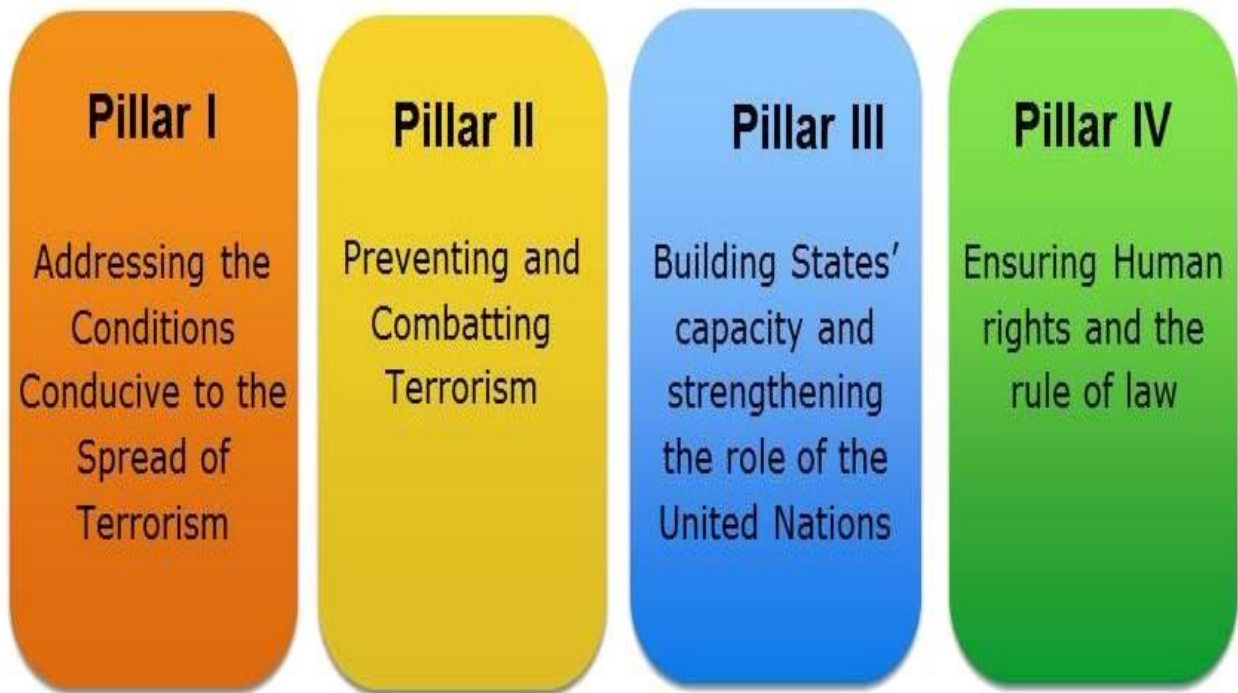 Pillar I
Addressing the
Conditions
Conducive to the
Spread of
Terrorism
Pillar II
Preventing and
Combatting
Terrorism
Pillar III
Building States’
capacity and
strengthening
the role of the
United Nations
Pillar IV
Ensuring Human
rights and the
rule of law